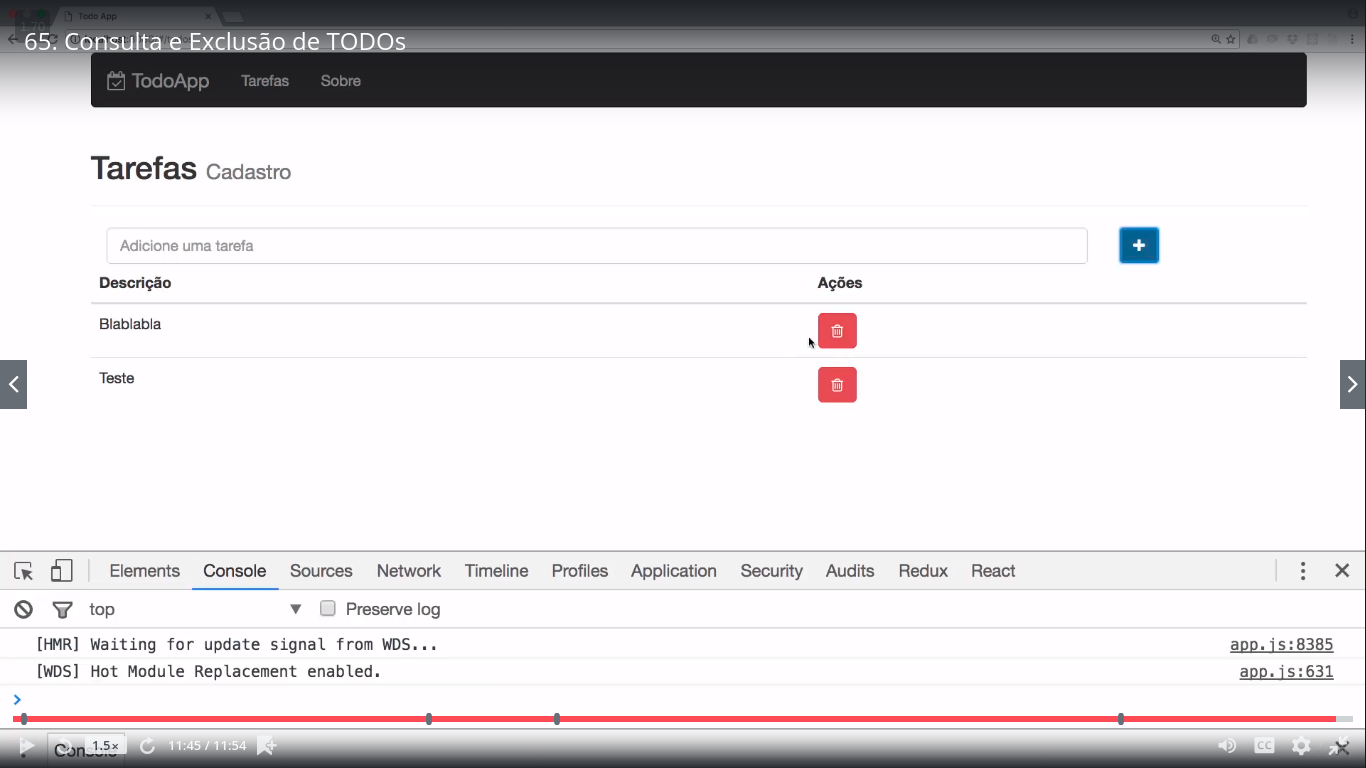 Todo App
1.70
65. Consulta e Exclusão de TODOs
TodoApp Tarefas Sobre
Tarefas Cadastro
Adicione uma tarefa
Descrição Ações
Blablabla
Teste
Elements Console Sources Network Timeline Profiles Application Security Audits Redux React
top Preserve log
[HMR] Waiting for update signal from WDS... app.js:8385
[WDS] Hot Module Replacement enabled. app.js:631
Console
1.5x 11:45 / 11:54 CC